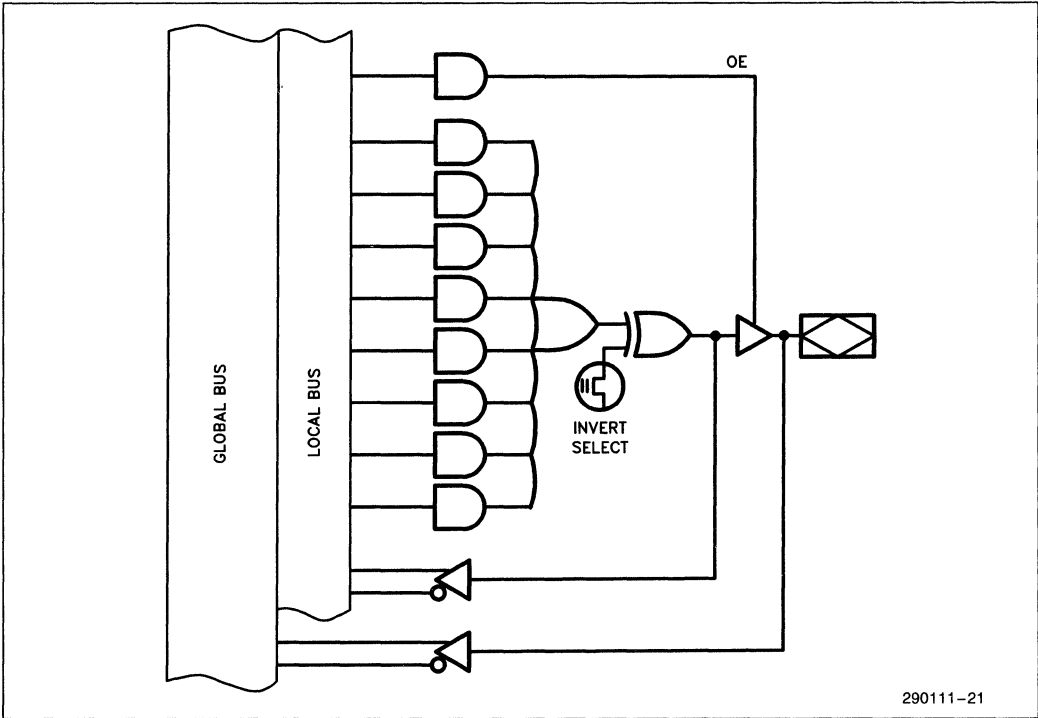 OE
GLOBAL BUS
LOCAL BUS
INVERT
SELECT
290111-21